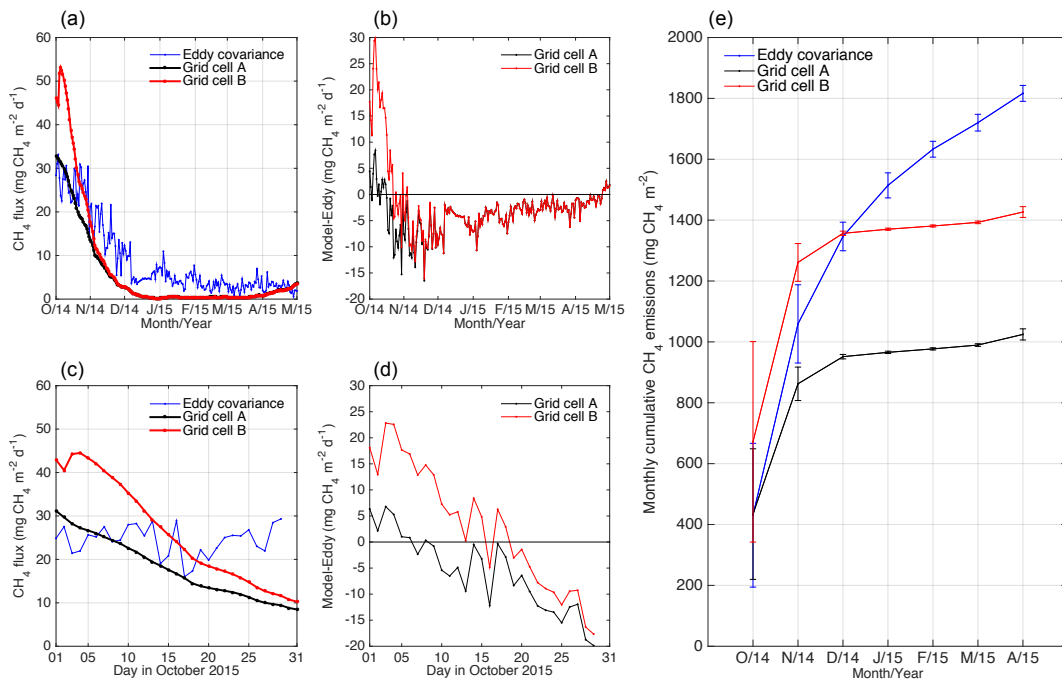 (a)
60
50
40
30
20
10
0
CH4 flux (mg CH4 m-2 d-1)
Eddy covariance
Grid cell A
Grid cell B
O/14 N/14 D/14 J/15 F/15 M/15 A/15 M/15
Month/Year
(b)
30
25
20
15
10
5
0
-5
-10
-15
-20
Model-Eddy (mg CH4 m-2 d-1)
Grid cell A
Grid cell B
O/14 N/14 D/14 J/15 F/15 M/15 A/15 M/15
Month/Year
(c)
60
50
40
30
20
10
0
CH4 flux (mg CH4 m-2 d-1)
Eddy covariance
Grid cell A
Grid cell B
01 05 10 15 20 25 31
Day in October 2015
(d)
30
25
20
15
10
5
0
-5
-10
-15
-20
Model-Eddy (mg CH4 m-2 d-1)
Grid cell A
Grid cell B
01 05 10 15 20 25 31
Day in October 2015
(e)
2000
1800
1600
1400
1200
1000
800
600
400
200
0
Monthly cumulative CH4 emissions (mg CH4 m-2)
Eddy covariance
Grid cell A
Grid cell B
O/14 N/14 D/14 J/15 F/15 M/15 A/15
Month/Year